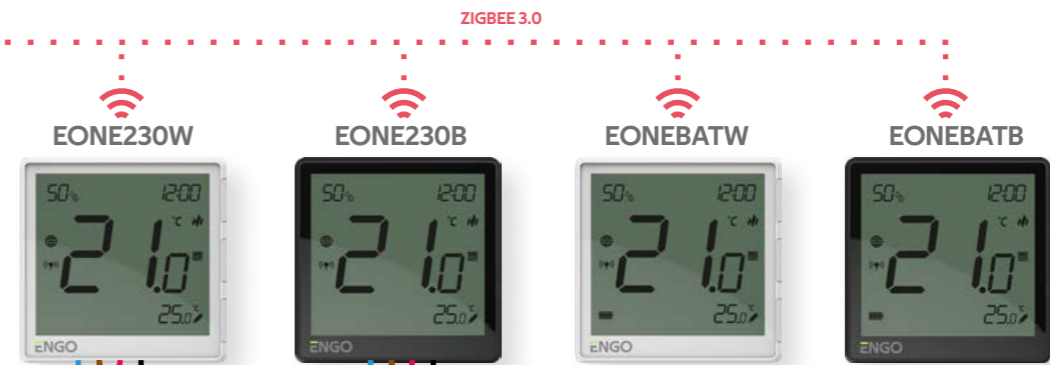 ZIGBEE 3.0
EONE230W EONE230B EONEBATW EONEBATB
50% 12:00 50% 12:00 50% 12:00 50% 12:00
21.0 °C 21.0 °C 21.0 °C 21.0 °C
25.0 °C 25.0 °C 25.0 °C 25.0 °C
ENGO ENGO ENGO ENGO